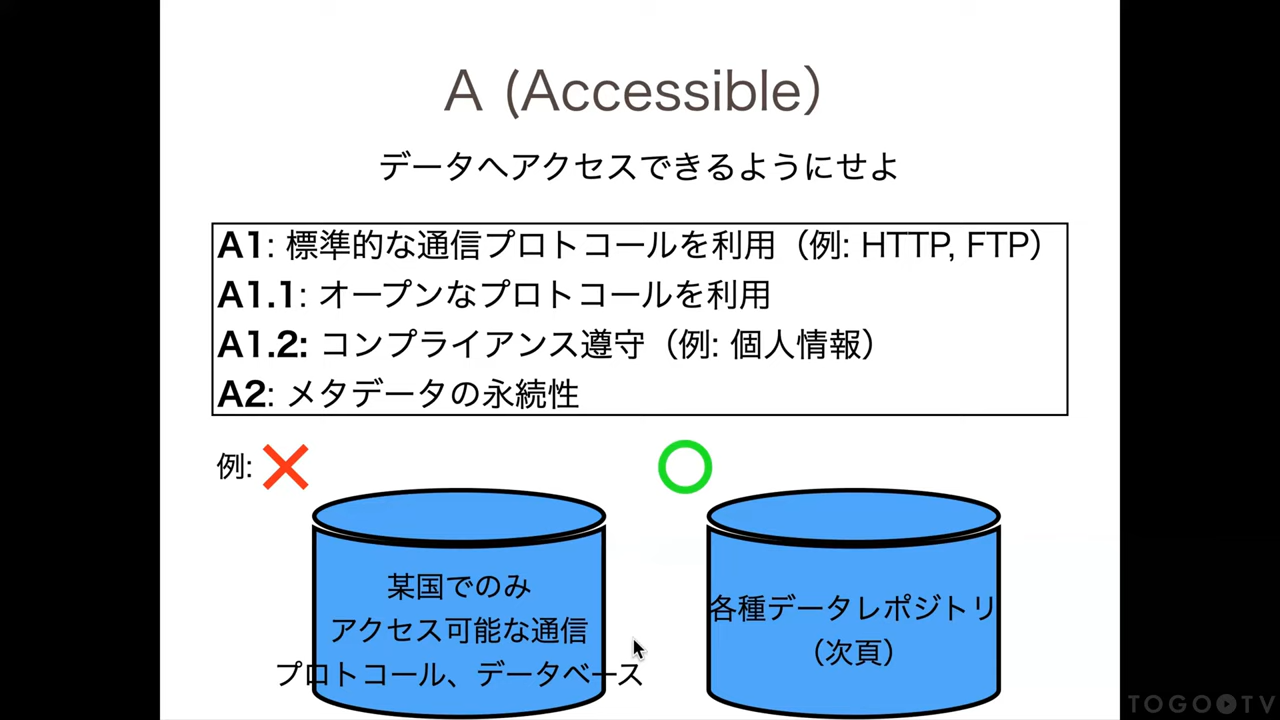 A (Accessible)
データへアクセスできるようにせよ
A1: 標準的な通信プロトコールを利用（例: HTTP, FTP）
A1.1: オープンなプロトコールを利用
A1.2: コンプライアンス遵守（例: 個人情報）
A2: メタデータの永続性
例:
某国でのみ
アクセス可能な通信
プロトコール、データベース
各種データレポジトリ
（次頁）
TOGO TV